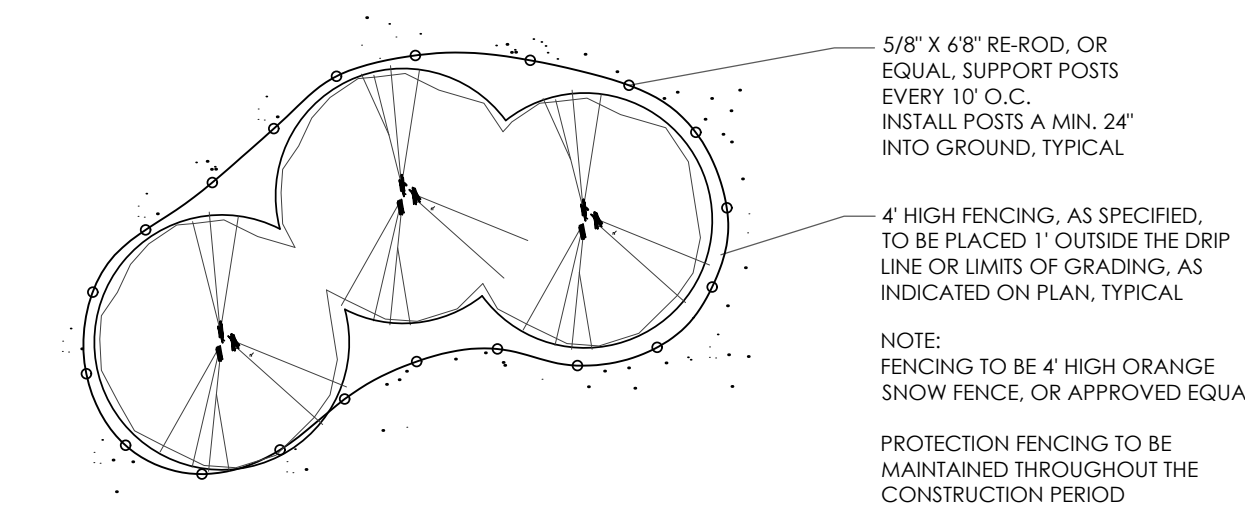 5/8" X 6'8" RE-ROD, OR
EQUAL, SUPPORT POSTS
EVERY 10' O.C.
INSTALL POSTS A MIN. 24"
INTO GROUND, TYPICAL
4' HIGH FENCING, AS SPECIFIED,
TO BE PLACED 1' OUTSIDE THE DRIP
LINE OR LIMITS OF GRADING, AS
INDICATED ON PLAN, TYPICAL
NOTE:
FENCING TO BE 4' HIGH ORANGE
SNOW FENCE, OR APPROVED EQUA
PROTECTION FENCING TO BE
MAINTAINED THROUGHOUT THE
CONSTRUCTION PERIOD